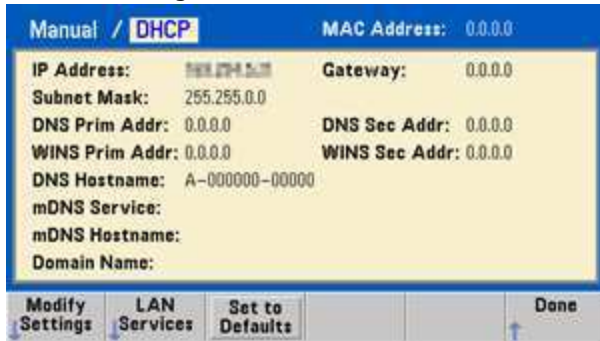 Manual / DHCP MAC Address: 0.0.0.0
IP Address: Gateway: 0.0.0.0
Subnet Mask: 255.255.0.0
DNS Prim Addr: 0.0.0.0 DNS Sec Addr: 0.0.0.0
WINS Prim Addr: 0.0.0.0 WINS Sec Addr: 0.0.0.0
DNS Hostname: A-000000-00000
mDNS Service:
mDNS Hostname:
Domain Name:
Modify Settings LAN Services Set to Defaults Done